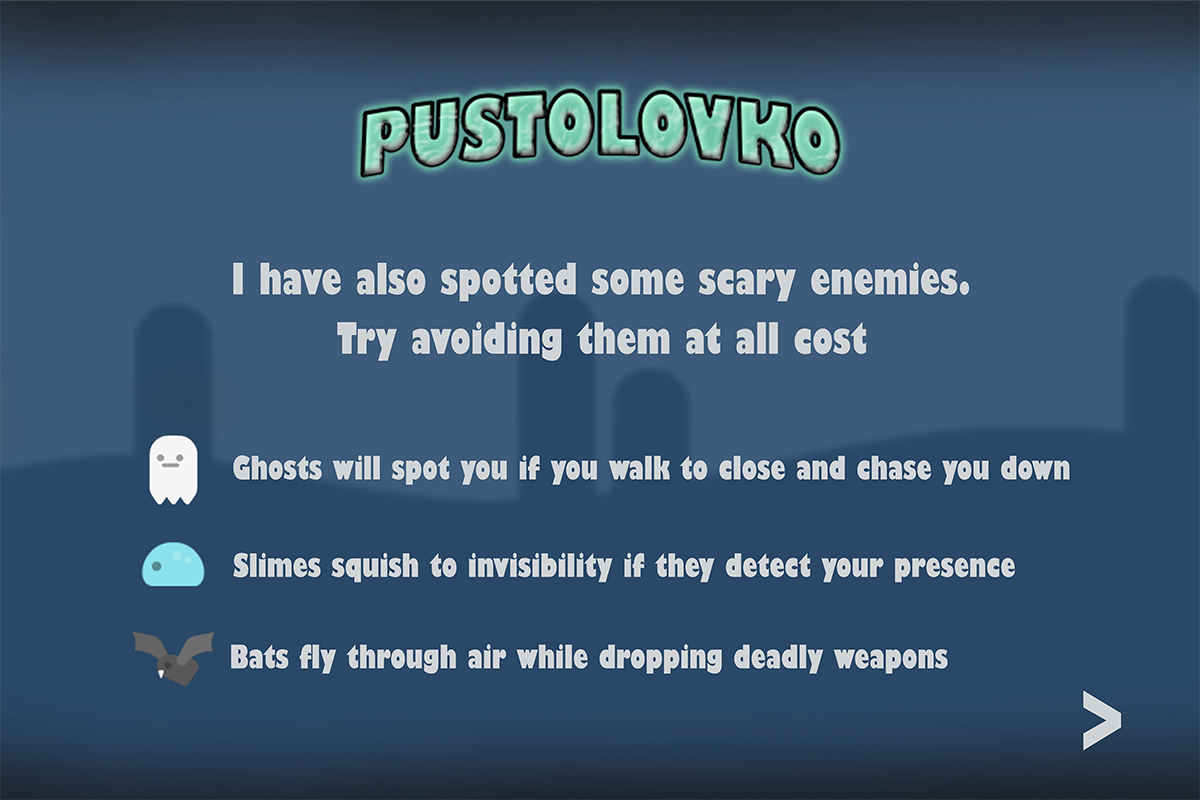 PUSTOLOVKO
I have also spotted some scary enemies.
Try avoiding them at all cost
Ghosts will spot you if you walk to close and chase you down
Slimes squish to invisibility if they detect your presence
Bats fly through air while dropping deadly weapons
>